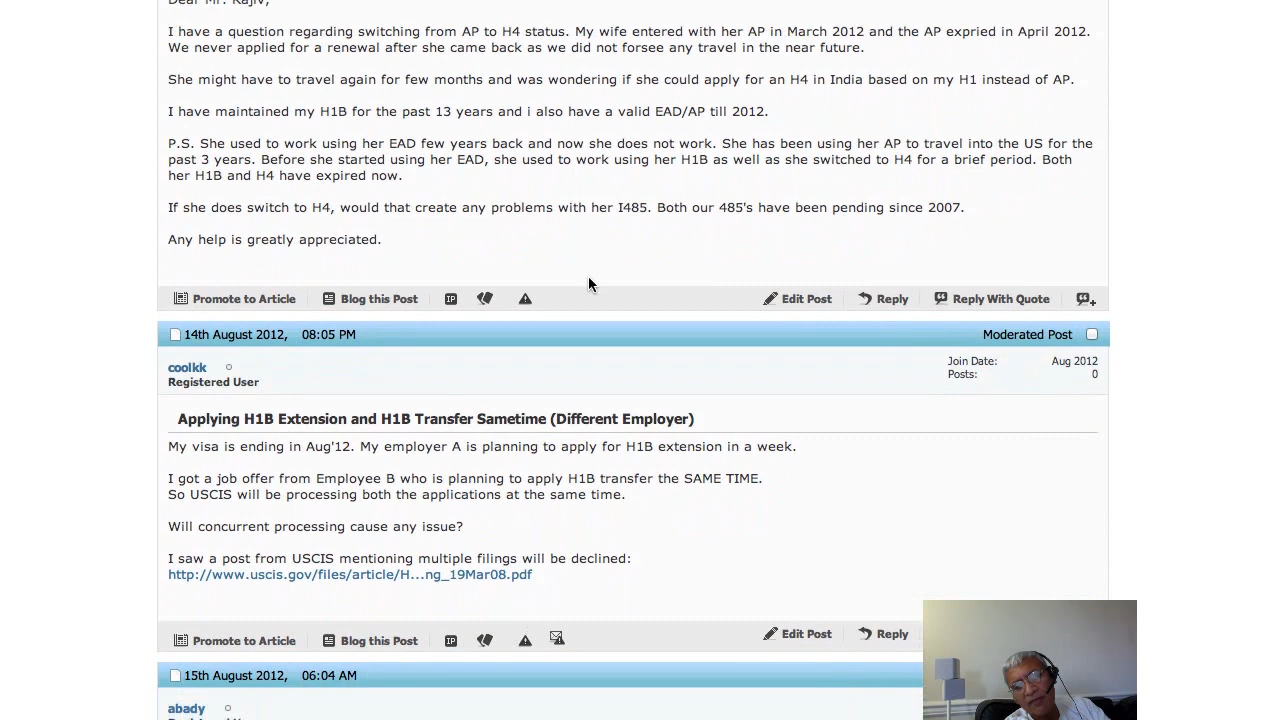 Dear Mr. Rajiv,
I have a question regarding switching from AP to H4 status. My wife entered with her AP in March 2012 and the AP expried in April 2012.
We never applied for a renewal after she came back as we did not forsee any travel in the near future.
She might have to travel again for few months and was wondering if she could apply for an H4 in India based on my H1 instead of AP.
I have maintained my H1B for the past 13 years and i also have a valid EAD/AP till 2012.
P.S. She used to work using her EAD few years back and now she does not work. She has been using her AP to travel into the US for the
past 3 years. Before she started using her EAD, she used to work using her H1B as well as she switched to H4 for a brief period. Both
her H1B and H4 have expired now.
If she does switch to H4, would that create any problems with her I485. Both our 485's have been pending since 2007.
Any help is greatly appreciated.
Promote to Article Blog this Post IP Edit Post Reply Reply With Quote
14th August 2012, 08:05 PM Moderated Post
coolkk
Registered User
Join Date: Aug 2012
Posts: 0
Applying H1B Extension and H1B Transfer Sametime (Different Employer)
My visa is ending in Aug'12. My employer A is planning to apply for H1B extension in a week.
I got a job offer from Employee B who is planning to apply H1B transfer the SAME TIME.
So USCIS will be processing both the applications at the same time.
Will concurrent processing cause any issue?
I saw a post from USCIS mentioning multiple filings will be declined:
http://www.uscis.gov/files/article/H...ng_19Mar08.pdf
Promote to Article Blog this Post IP Edit Post Reply
15th August 2012, 06:04 AM
abady